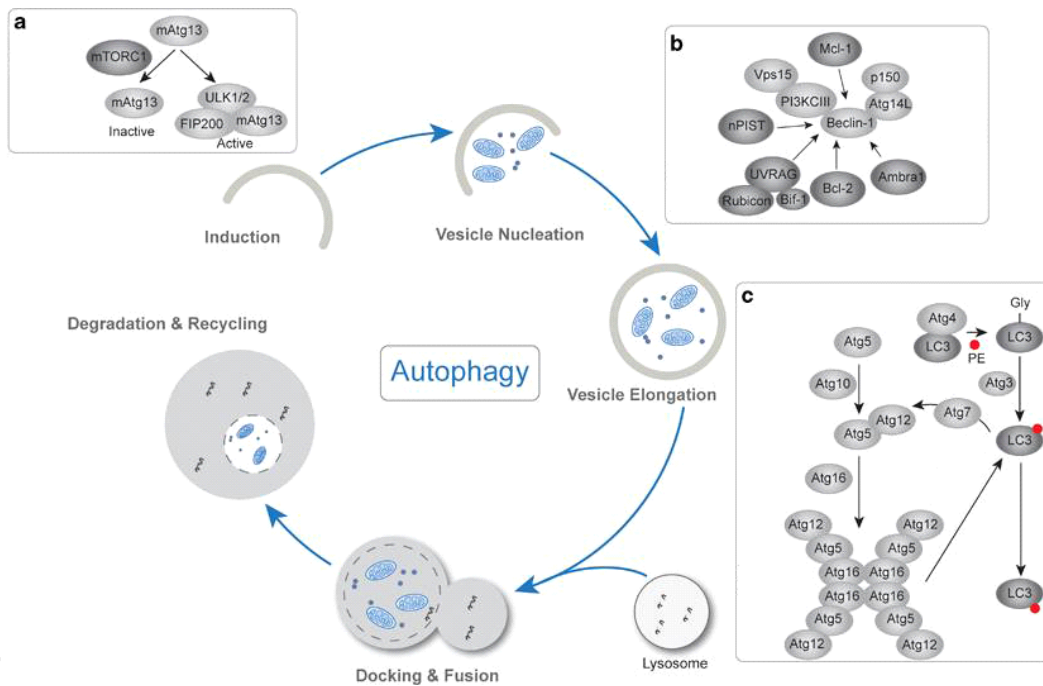 a
mAtg13
mTORC1
mAtg13
ULK1/2
FIP200
mAtg13
Inactive
Active
Induction
Vesicle Nucleation
b
Mcl-1
Vps15
p150
PI3KCIII
Atg14L
nPIST
Beclin-1
UVRAG
Rubicon
Bif-1
Bcl-2
Ambra1
Vesicle Elongation
Autophagy
Degradation & Recycling
Docking & Fusion
Lysosome
c
Gly
Atg4
LC3
LC3
PE
Atg5
Atg10
Atg3
Atg7
Atg12
Atg5
LC3
Atg16
Atg12
Atg12
Atg5
Atg5
Atg16
Atg16
Atg16
Atg16
Atg5
Atg5
Atg12
Atg12
LC3